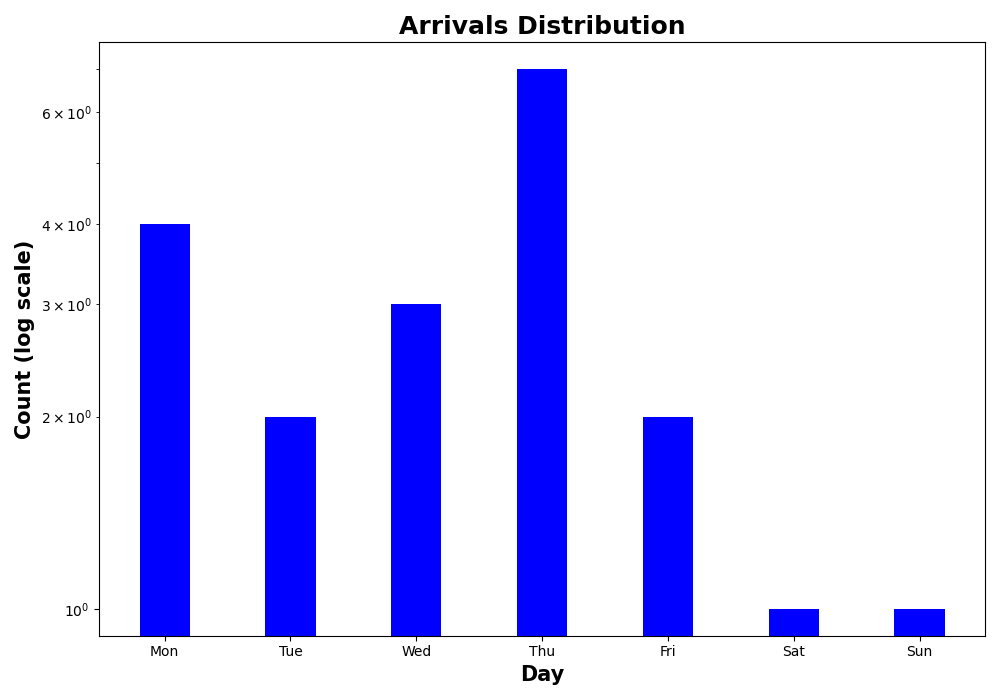 Arrivals Distribution
Count (log scale)
6 × 10⁰
4 × 10⁰
3 × 10⁰
2 × 10⁰
10⁰
Mon Tue Wed Thu Fri Sat Sun
Day